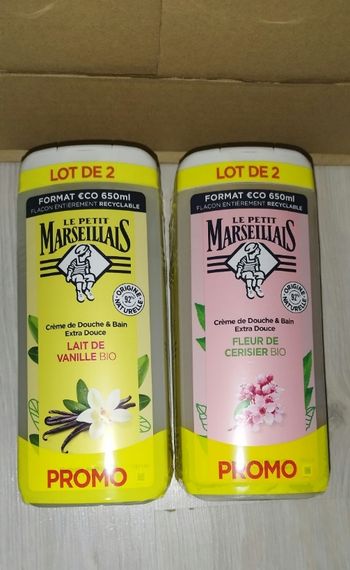 LOT DE 2
FORMAT €CO 650ml
FLACON ENTIÈREMENT RECYCLABLE
LE PETIT
MARSEILLAIS
ORIGINE
92%
NATURELLE
Crème de Douche & Bain
Extra Douce
LAIT DE
VANILLE BIO
PROMO
LOT DE 2
FORMAT €CO 650ml
FLACON ENTIÈREMENT RECYCLABLE
LE PETIT
MARSEILLAIS
ORIGINE
92%
NATURELLE
Crème de Douche & Bain
Extra Douce
FLEUR DE
CERISIER BIO
PROMO